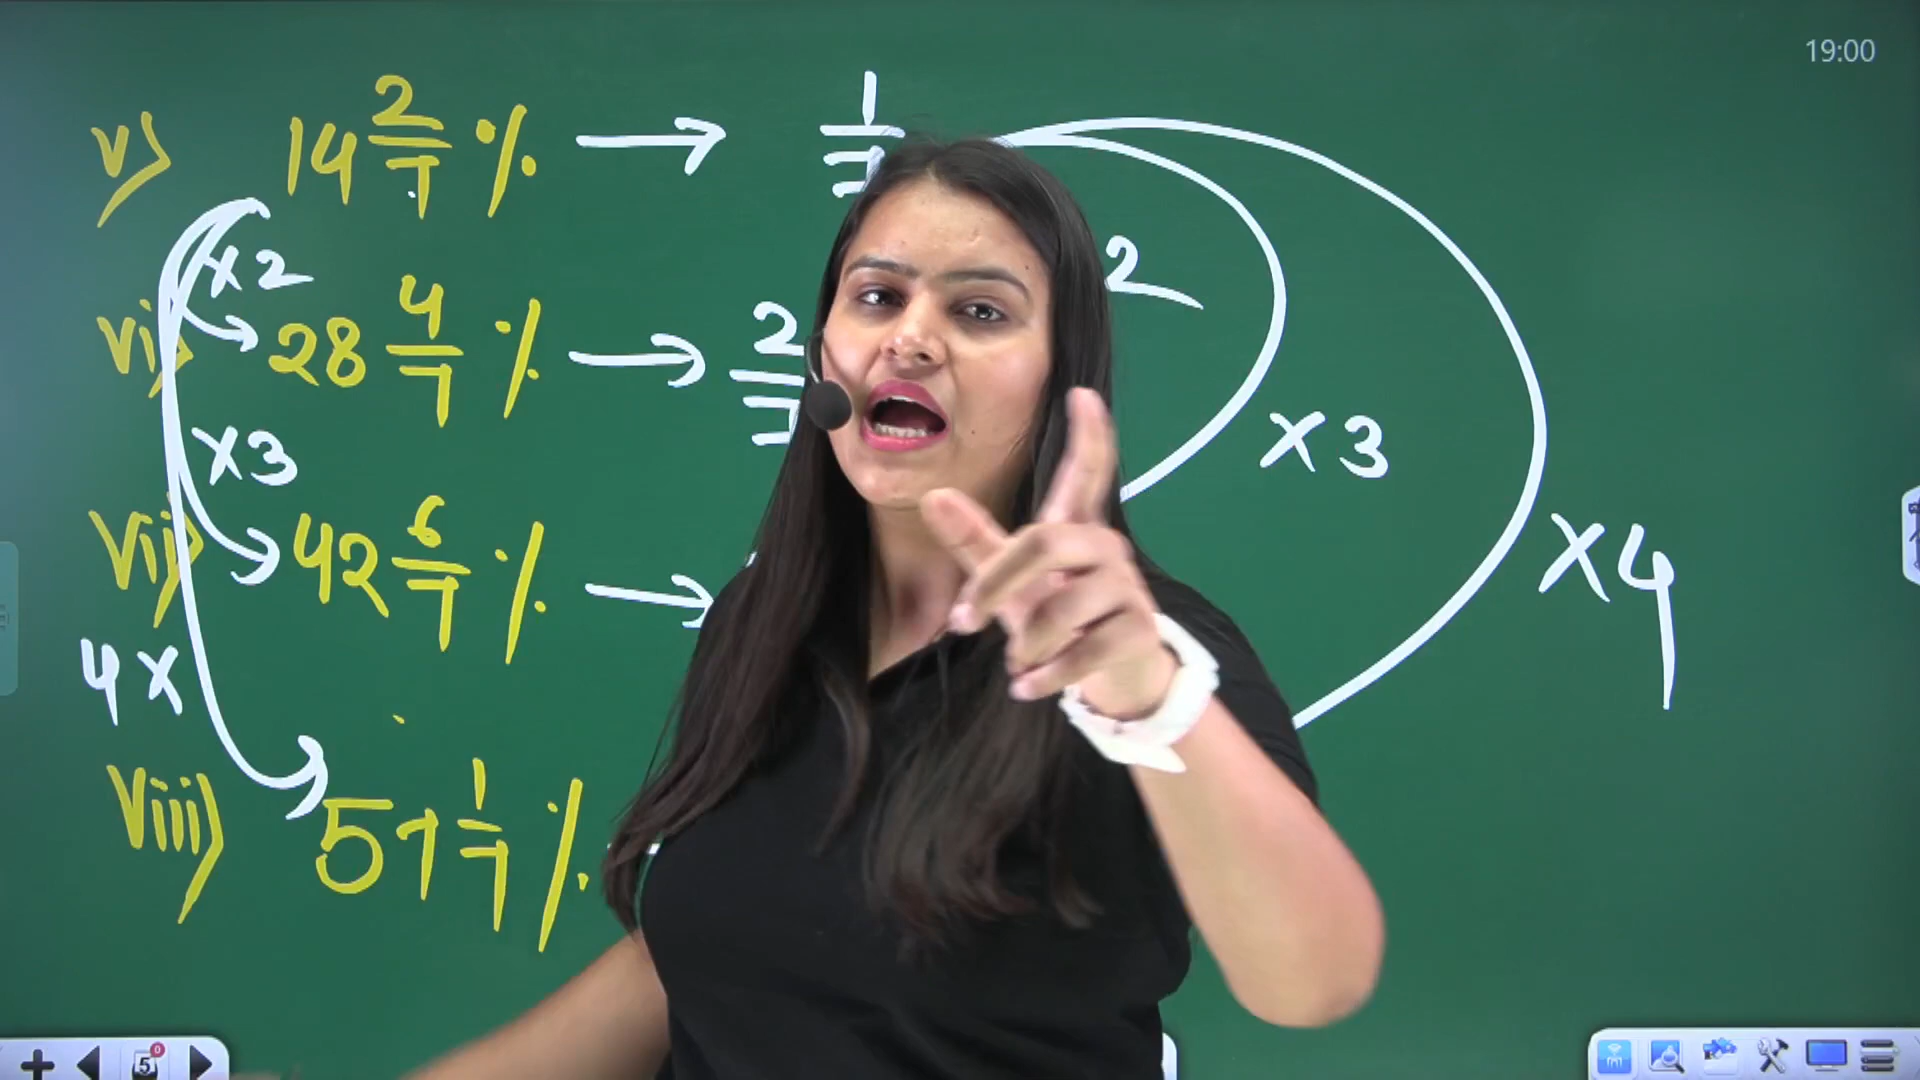 19:00
v) 14 2/7 % → 1/7
×2 2
vi) 28 4/7 % → 2/7
×3 ×3
vii) 42 6/7 % →
×4
4×
viii) 57 1/7 %
5 0